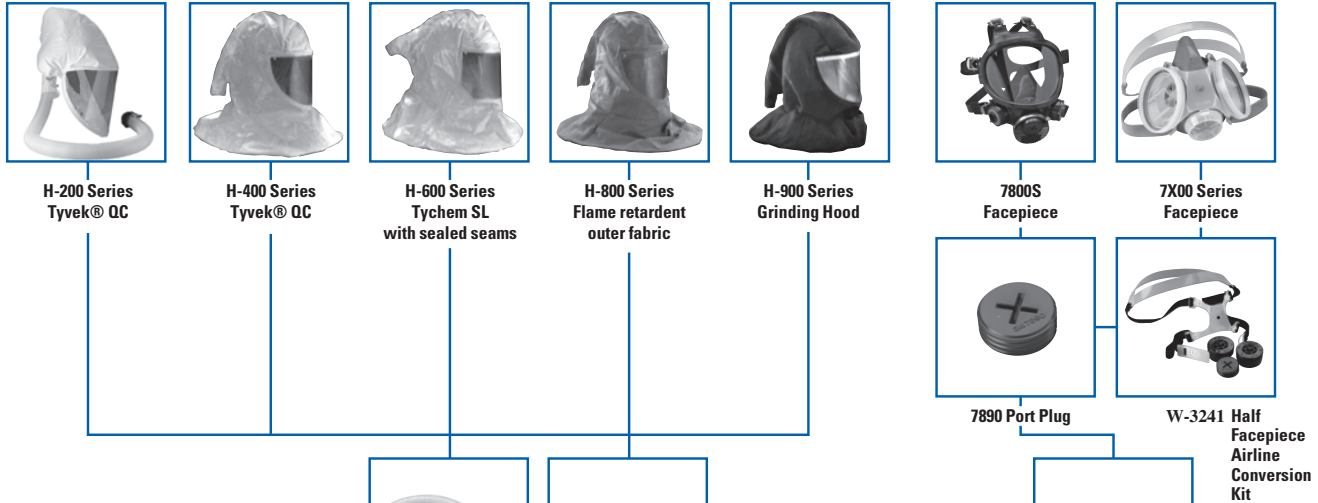 H-200 Series
Tyvek® QC
H-400 Series
Tyvek® QC
H-600 Series
Tychem SL
with sealed seams
H-800 Series
Flame retardent
outer fabric
H-900 Series
Grinding Hood
7800S
Facepiece
7X00 Series
Facepiece
7890 Port Plug
W-3241 Half
Facepiece
Airline
Conversion
Kit